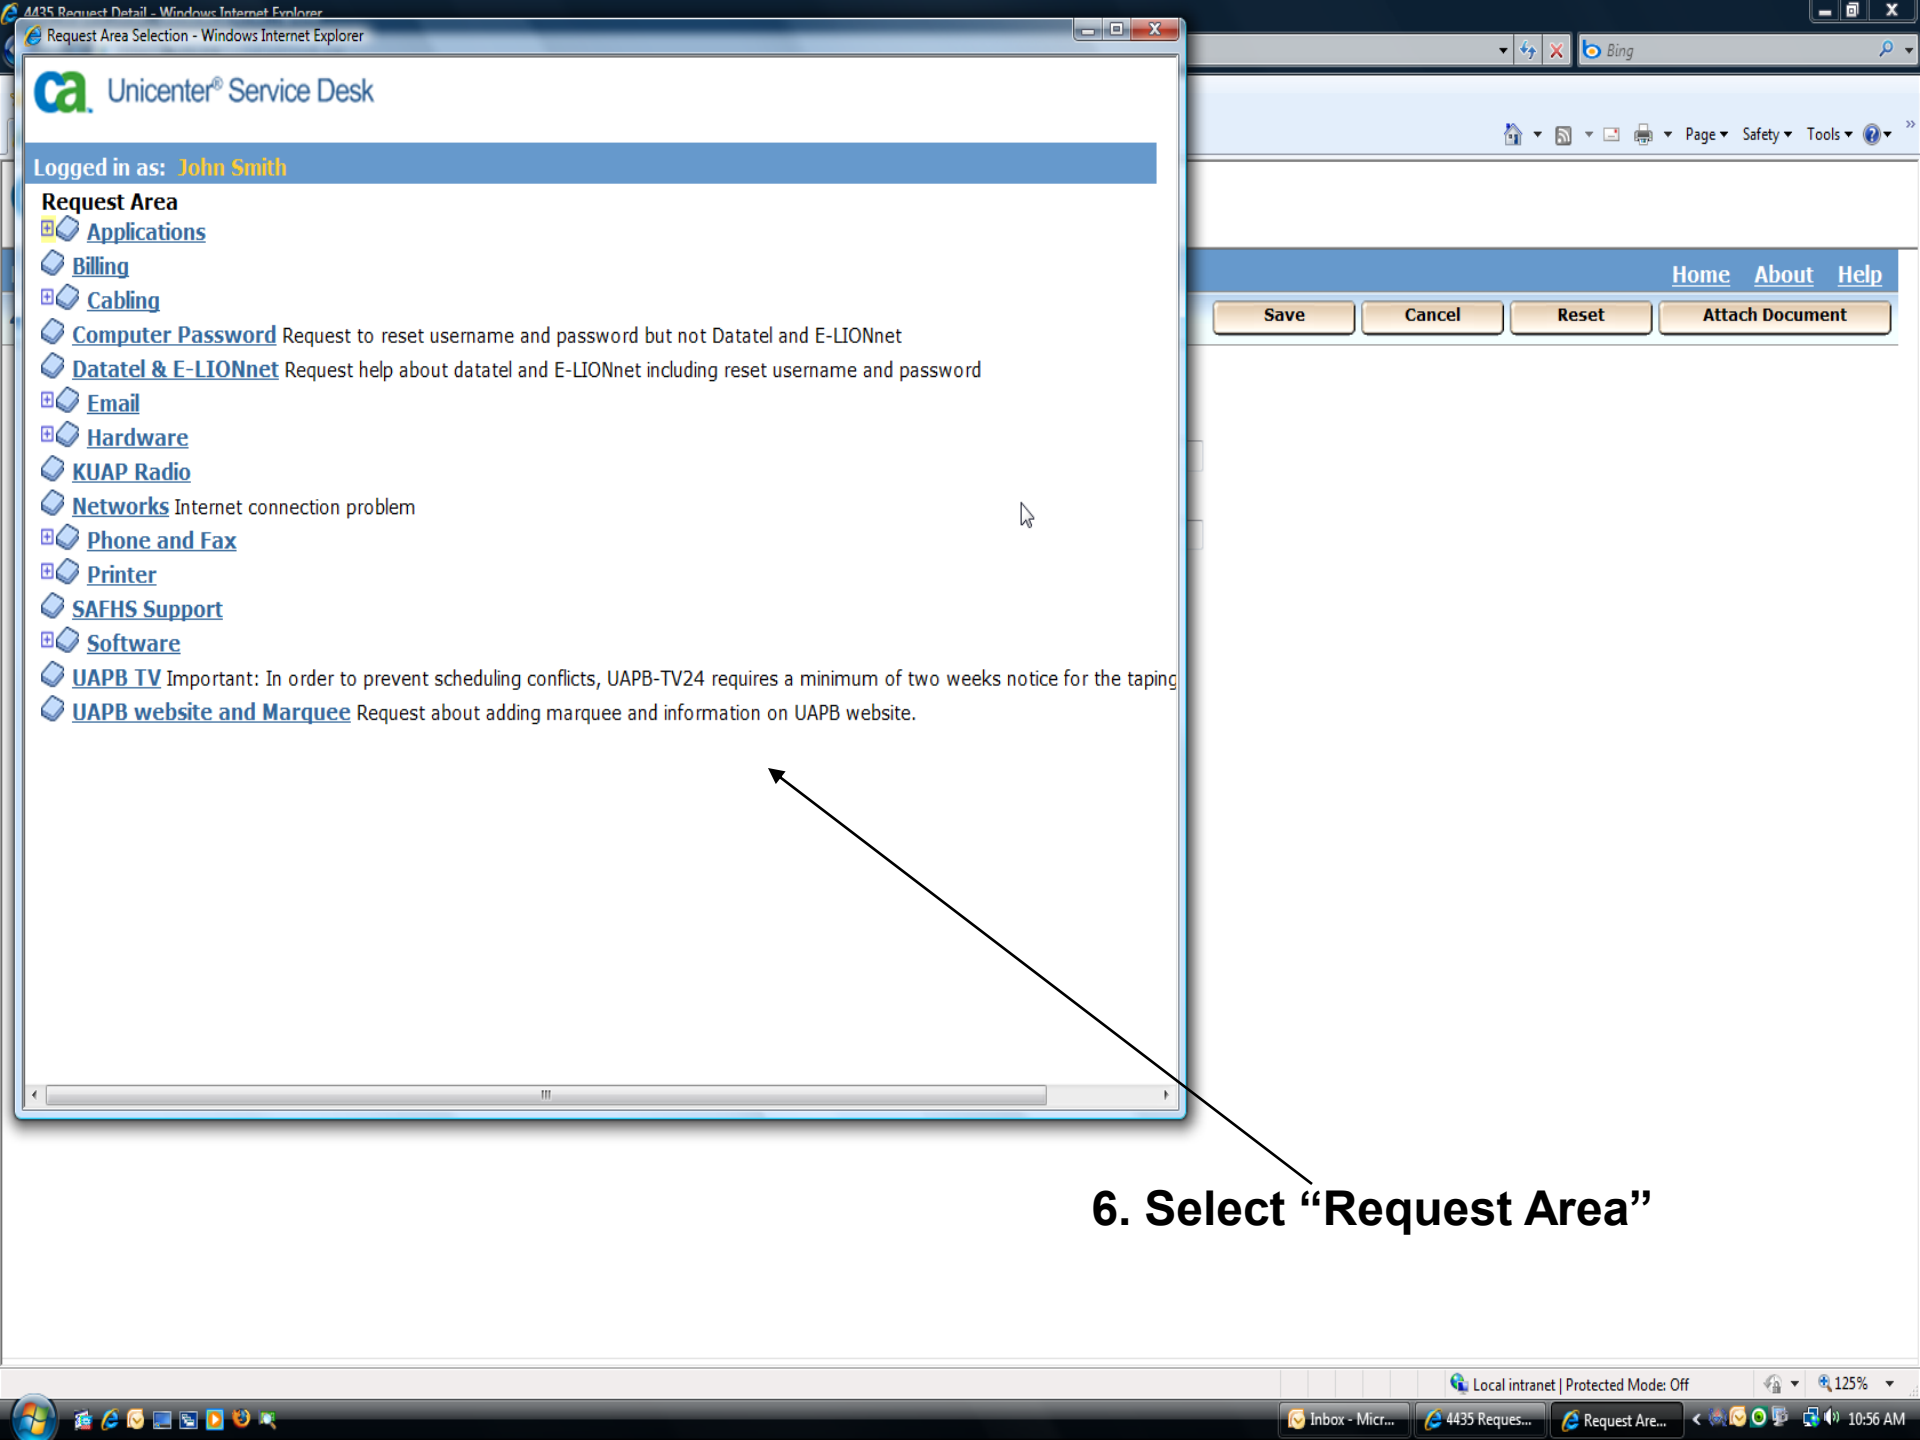 4435 Request Detail - Windows Internet Explorer
Request Area Selection - Windows Internet Explorer
Bing
ca. Unicenter® Service Desk
Page Safety Tools
Logged in as: John Smith
Home About Help
Save Cancel Reset Attach Document
Request Area
Applications
Billing
Cabling
Computer Password Request to reset username and password but not Datatel and E-LIONnet
Datatel & E-LIONnet Request help about datatel and E-LIONnet including reset username and password
Email
Hardware
KUAP Radio
Networks Internet connection problem
Phone and Fax
Printer
SAFHS Support
Software
UAPB TV Important: In order to prevent scheduling conflicts, UAPB-TV24 requires a minimum of two weeks notice for the taping
UAPB website and Marquee Request about adding marquee and information on UAPB website.
6. Select “Request Area”
Local intranet | Protected Mode: Off 125%
Inbox - Micr... 4435 Reques... Request Are... 10:56 AM